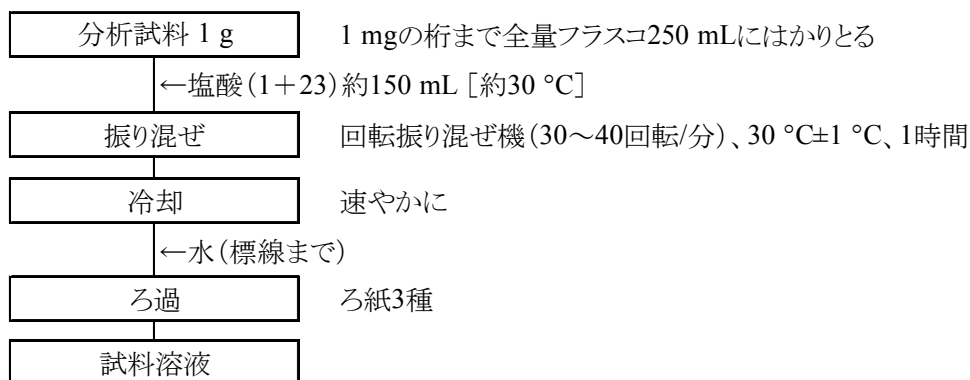 分析試料 1 g 1 mgの桁まで全量フラスコ250 mLにはかりとる
←塩酸(1+23)約150 mL [約30 °C]
振り混ぜ 回転振り混ぜ機(30～40回転/分)、30 °C±1 °C、1時間
冷却 速やかに
←水(標線まで)
ろ過 ろ紙3種
試料溶液